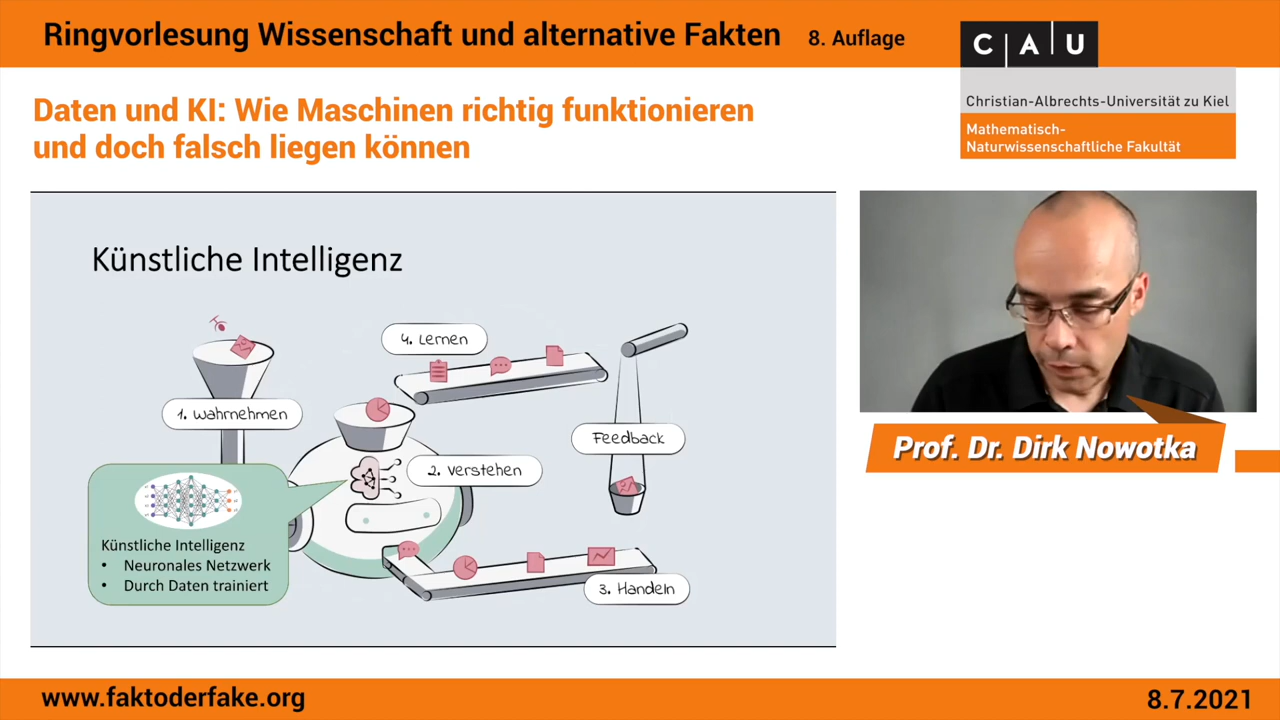 Ringvorlesung Wissenschaft und alternative Fakten 8. Auflage
CAU
Christian-Albrechts-Universität zu Kiel
Mathematisch-
Naturwissenschaftliche Fakultät
Daten und KI: Wie Maschinen richtig funktionieren
und doch falsch liegen können
Künstliche Intelligenz
4. Lernen
1. Wahrnehmen
Feedback
2. Verstehen
Künstliche Intelligenz
• Neuronales Netzwerk
• Durch Daten trainiert
3. Handeln
Prof. Dr. Dirk Nowotka
www.faktoderfake.org
8.7.2021